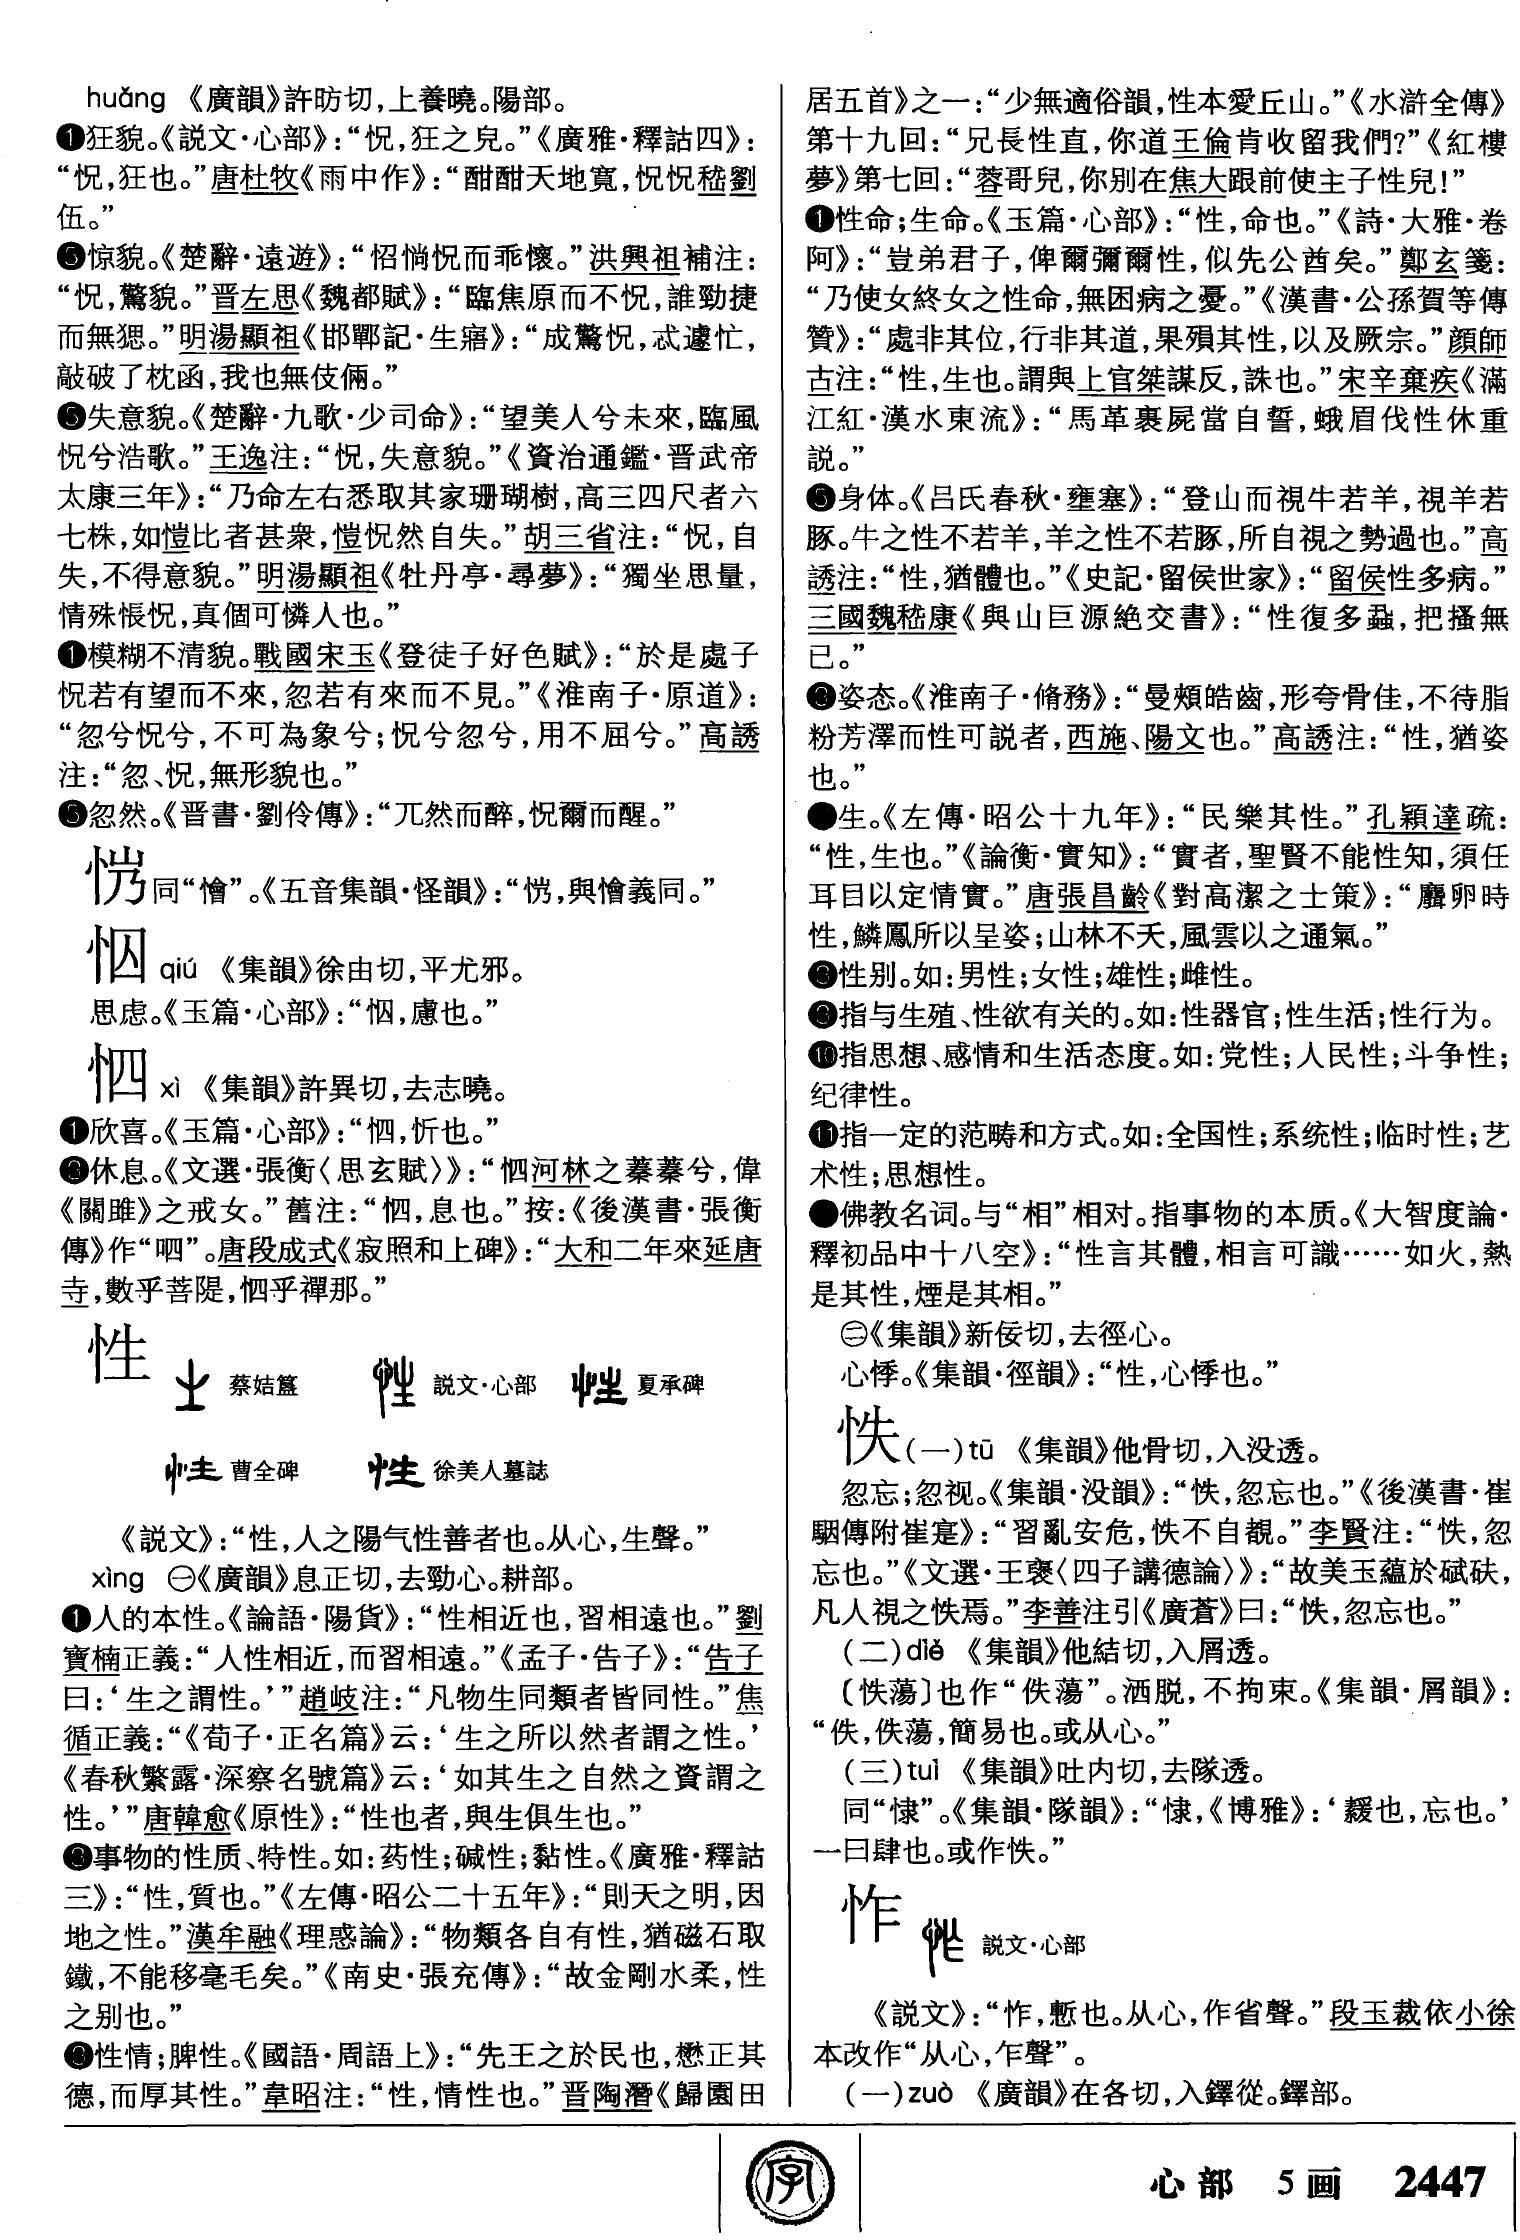 huǎng 《廣韻》許昉切,上養曉。陽部。
❶狂貌。《説文·心部》:“怳,狂之皃。”《廣雅·釋詁四》:
“怳,狂也。”唐杜牧《雨中作》:“酣酣天地寬,怳怳嵇劉
伍。”
❺惊貌。《楚辭·遠遊》:“怊惝怳而乖懷。”洪興祖補注:
“怳,驚貌。”晋左思《魏都賦》:“臨焦原而不怳,誰勁捷
而無猲。”明湯顯祖《邯鄲記·生寤》:“成驚怳,忒遽忙,
敲破了枕函,我也無伎倆。”
❺失意貌。《楚辭·九歌·少司命》:“望美人兮未來,臨風
怳兮浩歌。”王逸注:“怳,失意貌。”《資治通鑑·晋武帝
太康三年》:“乃命左右悉取其家珊瑚樹,高三四尺者六
七株,如愷比者甚衆,愷怳然自失。”胡三省注:“怳,自
失,不得意貌。”明湯顯祖《牡丹亭·尋夢》:“獨坐思量,
情殊悵怳,真個可憐人也。”
❶模糊不清貌。戰國宋玉《登徒子好色賦》:“於是處子
怳若有望而不來,忽若有來而不見。”《淮南子·原道》:
“忽兮怳兮,不可為象兮;怳兮忽兮,用不屈兮。”高誘
注:“忽、怳,無形貌也。”
❺忽然。《晋書·劉伶傳》:“兀然而醉,怳爾而醒。”
同“懀”。《五音集韻·怪韻》:“㤢,與懀義同。”
怮 qiú 《集韻》徐由切,平尤邪。
思虑。《玉篇·心部》:“㤜,慮也。”
怬 xì 《集韻》許異切,去志曉。
❶欣喜。《玉篇·心部》:“怬,忻也。”
❸休息。《文選·張衡〈思玄賦〉》:“怬河林之蓁蓁兮,偉
《關雎》之戒女。”舊注:“怬,息也。”按:《後漢書·張衡
傳》作“呬”。唐段成式《寂照和上碑》:“大和二年來延唐
寺,數乎菩隄,怬乎禪那。”
性 蔡姞簋 説文·心部 夏承碑
曹全碑 徐美人墓誌
《説文》:“性,人之陽气性善者也。从心,生聲。”
xìng ㊀《廣韻》息正切,去勁心。耕部。
❶人的本性。《論語·陽貨》:“性相近也,習相遠也。”劉
寶楠正義:“人性相近,而習相遠。”《孟子·告子》:“告子
曰:‘生之謂性。’”趙岐注:“凡物生同類者皆同性。”焦
循正義:“《荀子·正名篇》云:‘生之所以然者謂之性。’
《春秋繁露·深察名號篇》云:‘如其生之自然之資謂之
性。’”唐韓愈《原性》:“性也者,與生俱生也。”
❸事物的性质、特性。如:药性;碱性;黏性。《廣雅·釋詁
三》:“性,質也。”《左傳·昭公二十五年》:“則天之明,因
地之性。”漢牟融《理惑論》:“物類各自有性,猶磁石取
鐵,不能移毫毛矣。”《南史·張充傳》:“故金剛水柔,性
之别也。”
❸性情;脾性。《國語·周語上》:“先王之於民也,懋正其
德,而厚其性。”韋昭注:“性,情性也。”晋陶潛《歸園田
居五首》之一:“少無適俗韻,性本愛丘山。”《水滸全傳》
第十九回:“兄長性直,你道王倫肯收留我們?”《紅樓
夢》第七回:“蓉哥兒,你别在焦大跟前使主子性兒!”
❶性命;生命。《玉篇·心部》:“性,命也。”《詩·大雅·卷
阿》:“豈弟君子,俾爾彌爾性,似先公酋矣。”鄭玄箋:
“乃使女終女之性命,無困病之憂。”《漢書·公孫賀等傳
贊》:“處非其位,行非其道,果殞其性,以及厥宗。”顔師
古注:“性,生也。謂與上官桀謀反,誅也。”宋辛棄疾《滿
江紅·漢水東流》:“馬革裹屍當自誓,蛾眉伐性休重
説。”
❺身体。《吕氏春秋·壅塞》:“登山而視牛若羊,視羊若
豚。牛之性不若羊,羊之性不若豚,所自視之勢過也。”高
誘注:“性,猶體也。”《史記·留侯世家》:“留侯性多病。”
三國魏嵇康《與山巨源絶交書》:“性復多蝨,把搔無
已。”
❸姿态。《淮南子·脩務》:“曼頰皓齒,形夸骨佳,不待脂
粉芳澤而性可説者,西施、陽文也。”高誘注:“性,猶姿
也。”
●生。《左傳·昭公十九年》:“民樂其性。”孔穎達疏:
“性,生也。”《論衡·實知》:“實者,聖賢不能性知,須任
耳目以定情實。”唐張昌齡《對高潔之士策》:“麛卵時
性,鱗鳳所以呈姿;山林不夭,風雲以之通氣。”
❸性别。如:男性;女性;雄性;雌性。
❸指与生殖、性欲有关的。如:性器官;性生活;性行为。
❿指思想、感情和生活态度。如:党性;人民性;斗争性;
纪律性。
⓫指一定的范畴和方式。如:全国性;系统性;临时性;艺
术性;思想性。
●佛教名词。与“相”相对。指事物的本质。《大智度論·
釋初品中十八空》:“性言其體,相言可識……如火,熱
是其性,煙是其相。”
㊁《集韻》新佞切,去徑心。
心悸。《集韻·徑韻》:“性,心悸也。”
怢 (一)tū 《集韻》他骨切,入没透。
忽忘;忽视。《集韻·没韻》:“怢,忽忘也。”《後漢書·崔
駰傳附崔寔》:“習亂安危,怢不自覩。”李賢注:“怢,忽
忘也。”《文選·王褒〈四子講德論〉》:“故美玉藴於碔砆,
凡人視之怢焉。”李善注引《廣蒼》曰:“怢,忽忘也。”
(二)diě 《集韻》他結切,入屑透。
〔怢蕩〕也作“佚蕩”。洒脱,不拘束。《集韻·屑韻》:
“佚,佚蕩,簡易也。或从心。”
(三)tuì 《集韻》吐内切,去隊透。
同“㥆”。《集韻·隊韻》:“㥆,《博雅》:‘緩也,忘也。’
一曰肆也。或作怢。”
怍 説文·心部
《説文》:“怍,慙也。从心,作省聲。”段玉裁依小徐
本改作“从心,乍聲”。
(一)zuò 《廣韻》在各切,入鐸從。鐸部。
字
心部 5画 2447